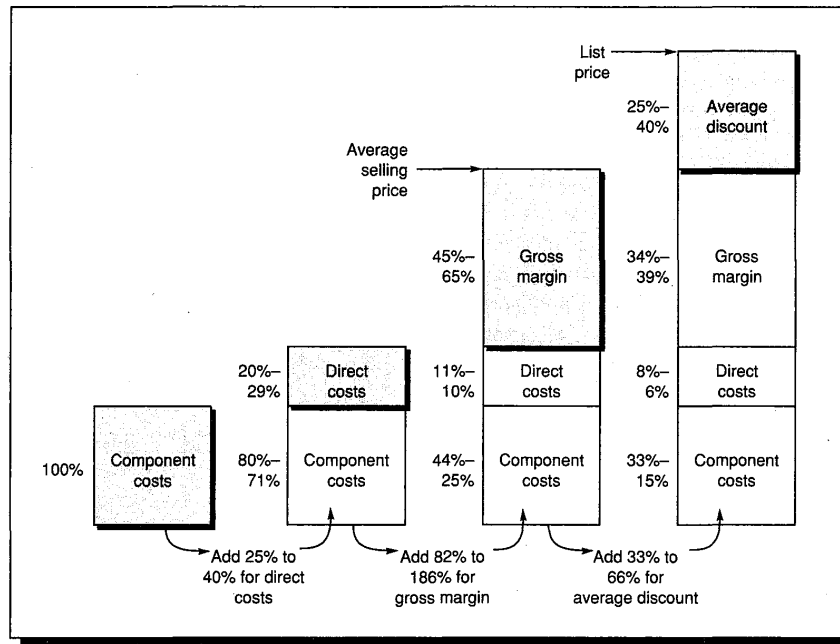 List
price
25%–
40%
Average
discount
Average
selling
price
45%–
65%
Gross
margin
34%–
39%
Gross
margin
20%–
29%
Direct
costs
11%–
10%
Direct
costs
8%–
6%
Direct
costs
100%
Component
costs
80%–
71%
Component
costs
44%–
25%
Component
costs
33%–
15%
Component
costs
Add 25% to
40% for direct
costs
Add 82% to
186% for
gross margin
Add 33% to
66% for
average discount